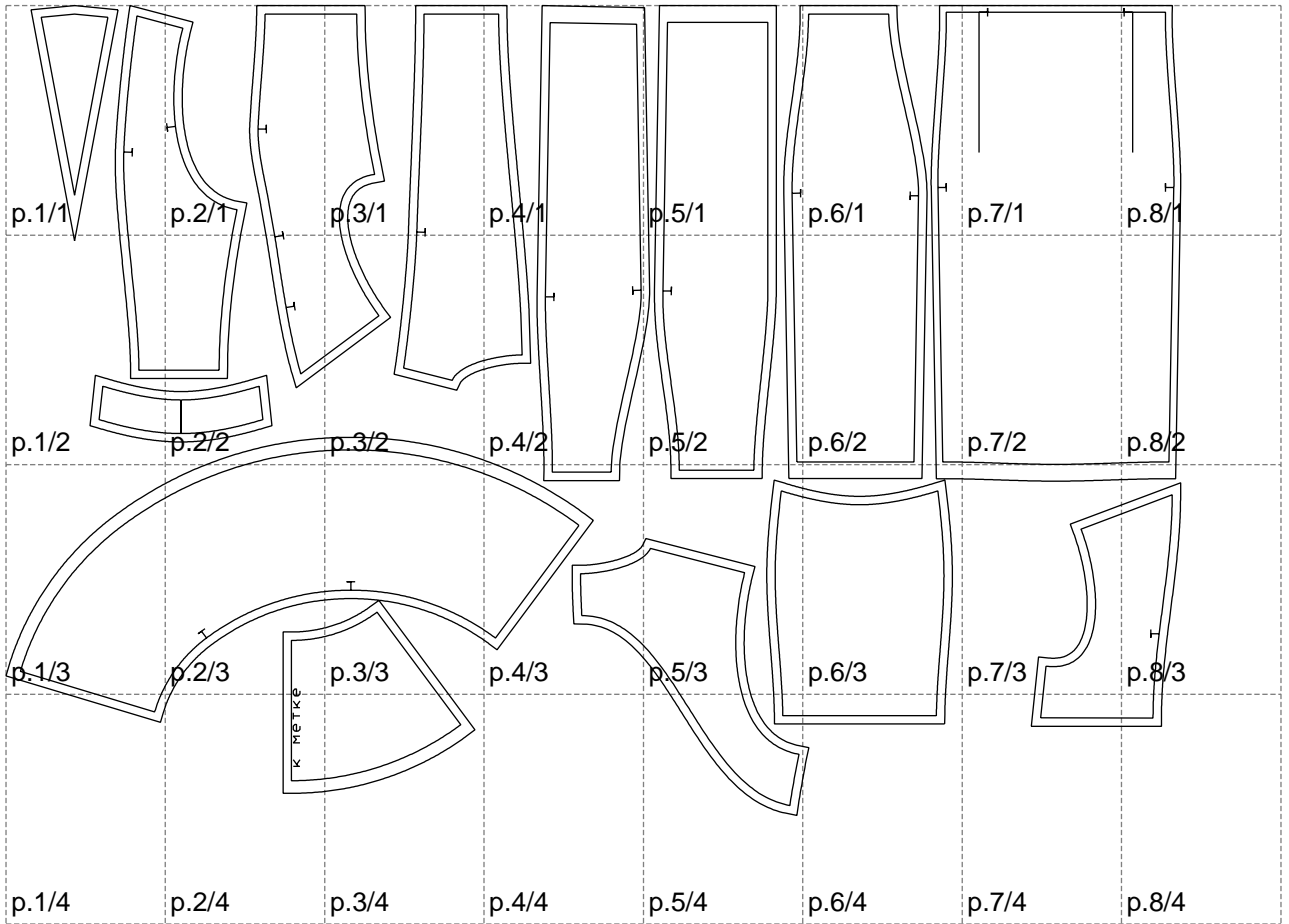 p.1/1 p.2/1 p.3/1 p.4/1 p.5/1 p.6/1 p.7/1 p.8/1
p.1/2 p.2/2 p.3/2 p.4/2 p.5/2 p.6/2 p.7/2 p.8/2
p.1/3 p.2/3 p.3/3 p.4/3 p.5/3 p.6/3 p.7/3 p.8/3
к метке
p.1/4 p.2/4 p.3/4 p.4/4 p.5/4 p.6/4 p.7/4 p.8/4